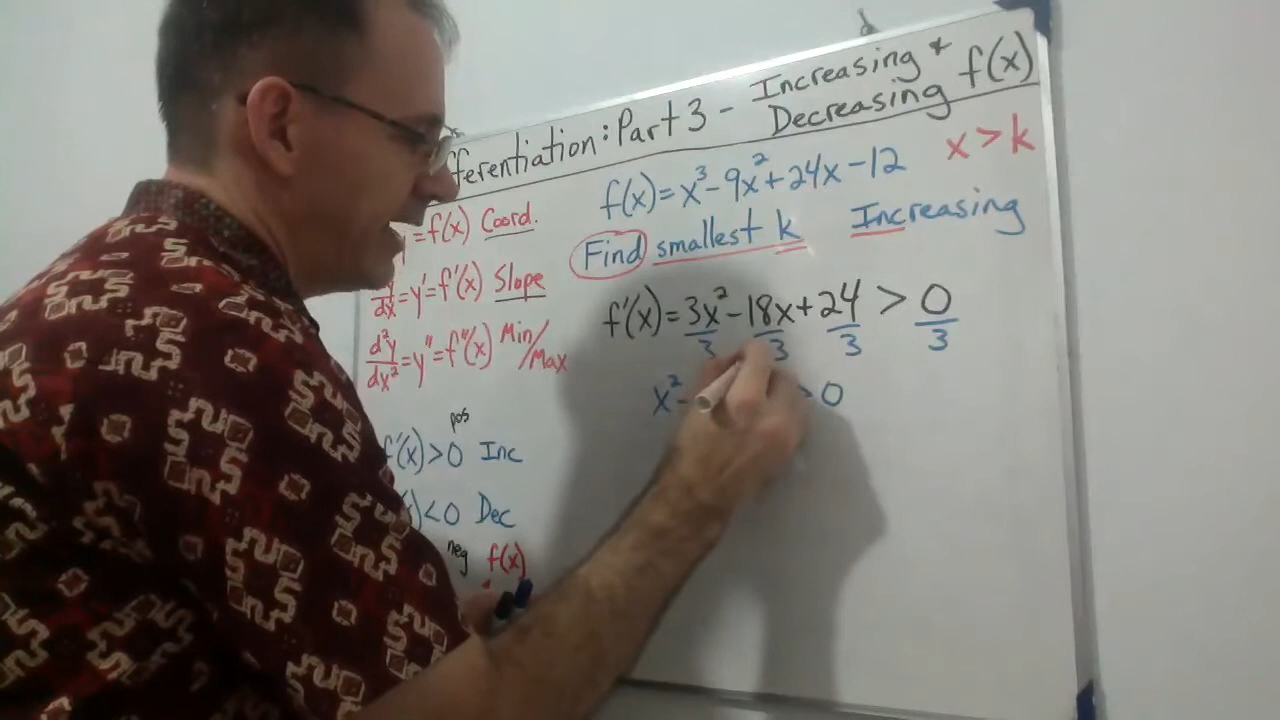 fferentiation: Part 3 - Increasing +
Decreasing f(x)
f(x) = x³ - 9x² + 24x - 12
x > k
Find smallest k
Increasing
= f(x) Coord.
dy/dx = y' = f'(x) Slope
d²y/dx² = y" = f"(x) Min/Max
f'(x) = 3x² - 18x + 24 > 0
3 3 3 3
x² - > 0
pos
f'(x) > 0 Inc
) < 0 Dec
neg
f(x)